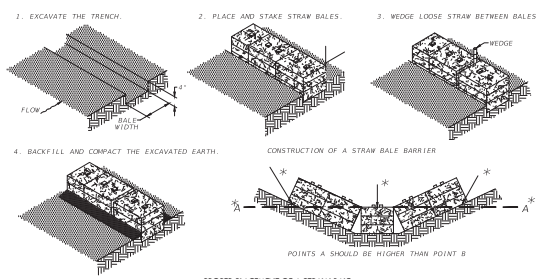 1. EXCAVATE THE TRENCH.
2. PLACE AND STAKE STRAW BALES.
3. WEDGE LOOSE STRAW BETWEEN BALES
WEDGE
4"
FLOW
BALE
WIDTH
4. BACKFILL AND COMPACT THE EXCAVATED EARTH.
CONSTRUCTION OF A STRAW BALE BARRIER
*
*
*
*A
A*
POINTS A SHOULD BE HIGHER THAN POINT B